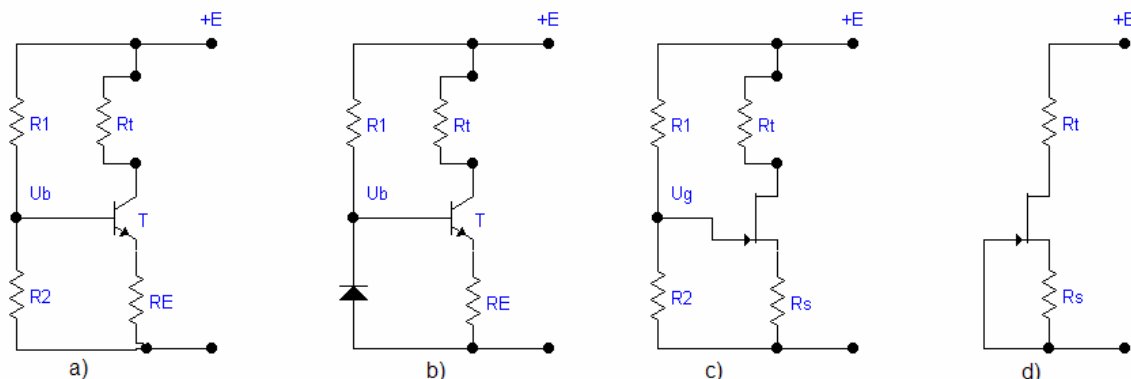 +E +E +E +E
R1 Rt R1 Rt R1 Rt Rt
Ub Ub Ug
T T
R2 RE RE R2 Rs Rs
a) b) c) d)